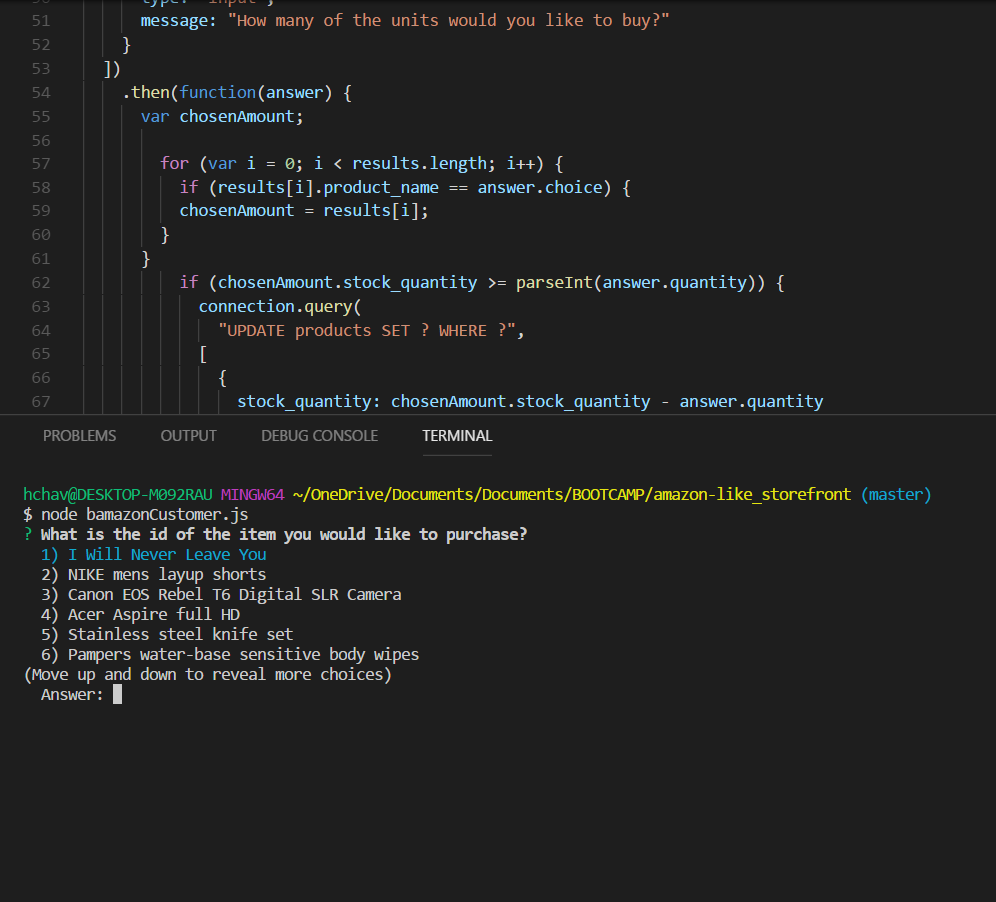 50 type: "input",
51 message: "How many of the units would you like to buy?"
52 }
53 ])
54 .then(function(answer) {
55 var chosenAmount;
56
57 for (var i = 0; i < results.length; i++) {
58 if (results[i].product_name == answer.choice) {
59 chosenAmount = results[i];
60 }
61 }
62 if (chosenAmount.stock_quantity >= parseInt(answer.quantity)) {
63 connection.query(
64 "UPDATE products SET ? WHERE ?",
65 [
66 {
67 stock_quantity: chosenAmount.stock_quantity - answer.quantity
PROBLEMS OUTPUT DEBUG CONSOLE TERMINAL
hchav@DESKTOP-M092RAU MINGW64 ~/OneDrive/Documents/Documents/BOOTCAMP/amazon-like_storefront (master)
$ node bamazonCustomer.js
? What is the id of the item you would like to purchase?
1) I Will Never Leave You
2) NIKE mens layup shorts
3) Canon EOS Rebel T6 Digital SLR Camera
4) Acer Aspire full HD
5) Stainless steel knife set
6) Pampers water-base sensitive body wipes
(Move up and down to reveal more choices)
Answer: